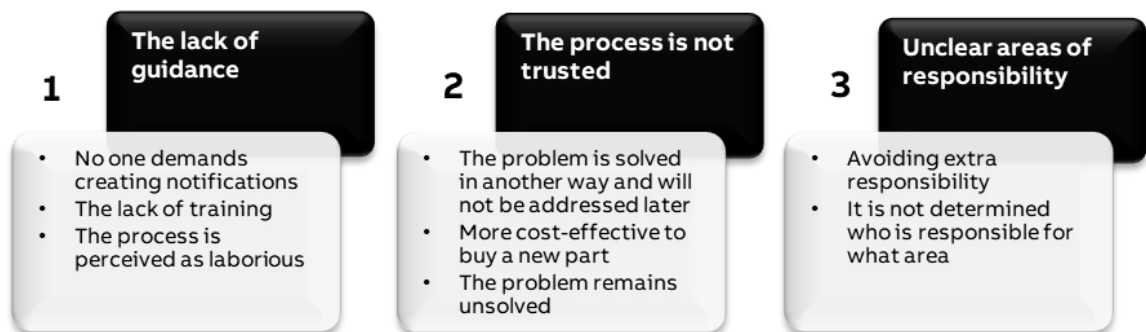 1
The lack of
guidance
• No one demands
creating notifications
• The lack of training
• The process is
perceived as laborious
2
The process is not
trusted
• The problem is solved
in another way and will
not be addressed later
• More cost-effective to
buy a new part
• The problem remains
unsolved
3
Unclear areas of
responsibility
• Avoiding extra
responsibility
• It is not determined
who is responsible for
what area